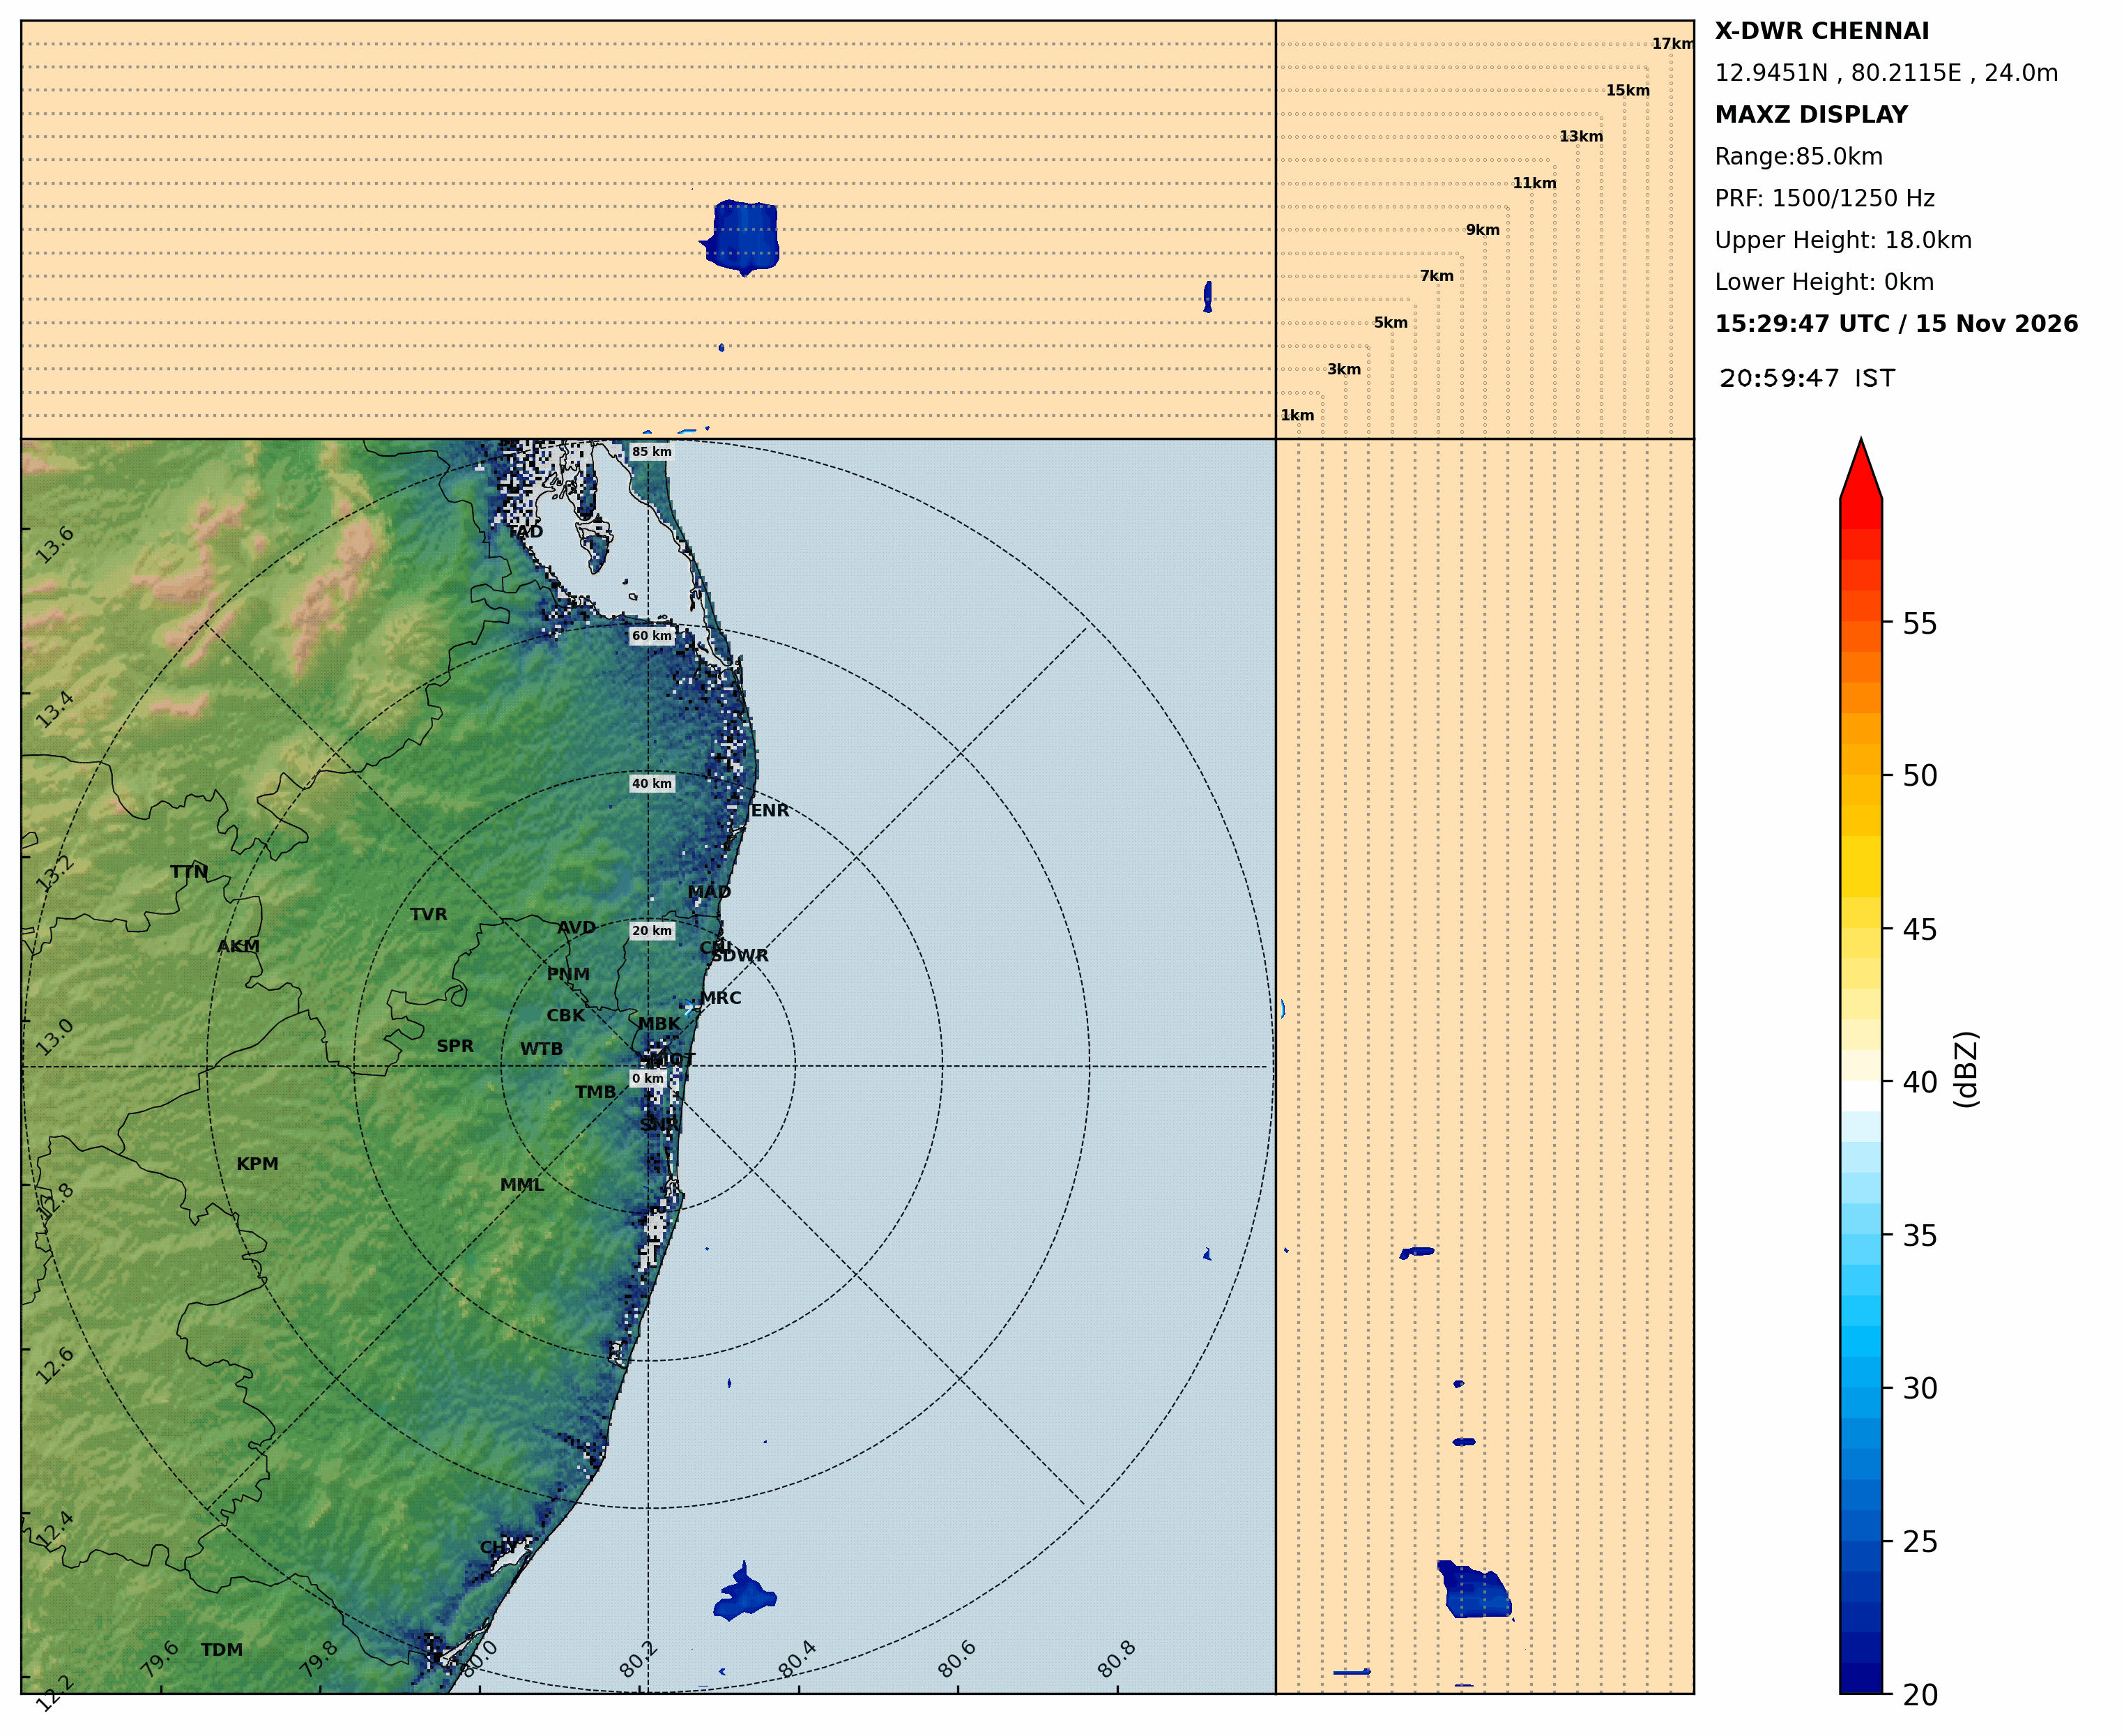 X-DWR CHENNAI
12.9451N , 80.2115E , 24.0m
MAXZ DISPLAY
Range:85.0km
PRF: 1500/1250 Hz
Upper Height: 18.0km
Lower Height: 0km
15:29:47 UTC / 15 Nov 2026
20:59:47 IST
17km
15km
13km
11km
9km
7km
5km
3km
1km
85 km
60 km
40 km
20 km
0 km
TAD
ENR
TTN
MAD
TVR
AVD
AKM
SDWR
PNM
MRC
CBK
MBK
SPR
WTB
TMB
SNR
KPM
MML
CHY
TDM
13.6
13.4
13.2
13.0
12.8
12.6
12.4
12.2
79.6
79.8
80.0
80.2
80.4
80.6
80.8
55
50
45
40
35
30
25
20
(dBZ)